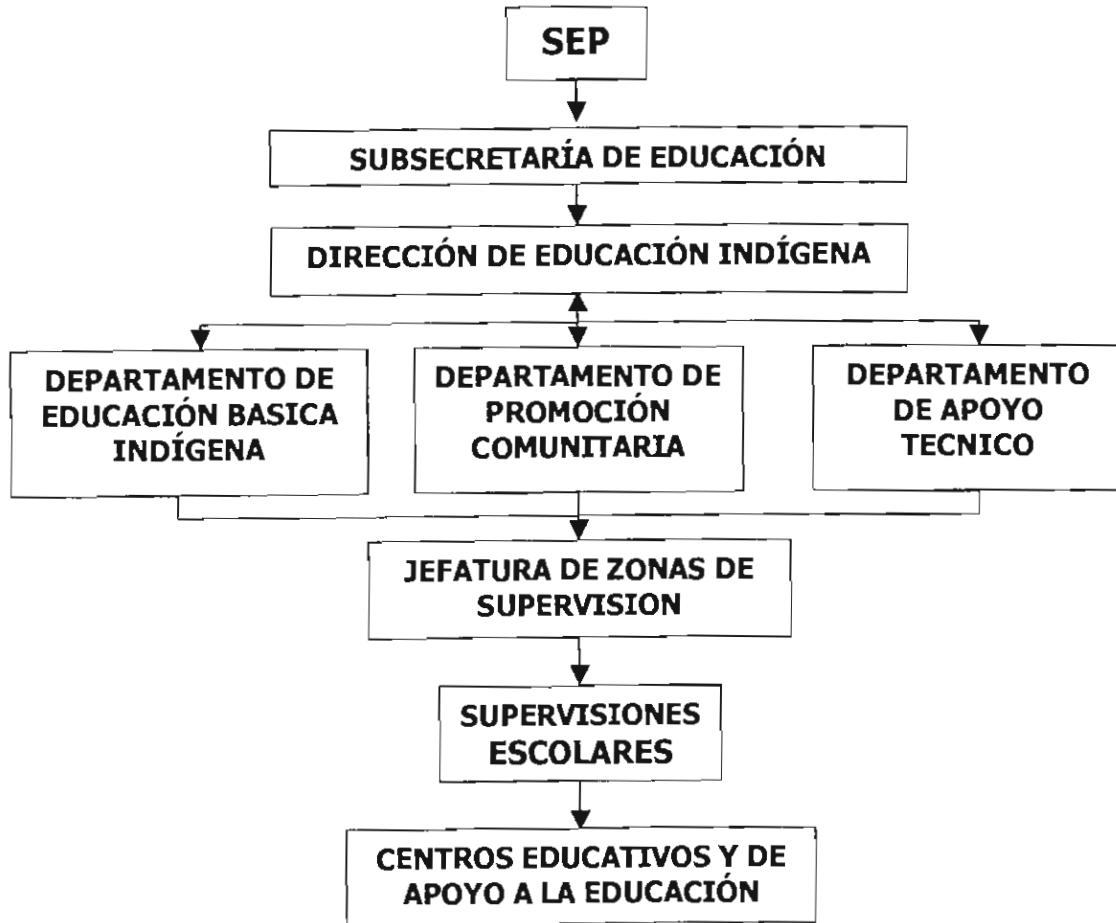 SEP
SUBSECRETARÍA DE EDUCACIÓN
DIRECCIÓN DE EDUCACIÓN INDÍGENA
DEPARTAMENTO DE
EDUCACIÓN BASICA
INDÍGENA
DEPARTAMENTO DE
PROMOCIÓN
COMUNITARIA
DEPARTAMENTO
DE APOYO
TECNICO
JEFATURA DE ZONAS DE
SUPERVISION
SUPERVISIONES
ESCOLARES
CENTROS EDUCATIVOS Y DE
APOYO A LA EDUCACIÓN